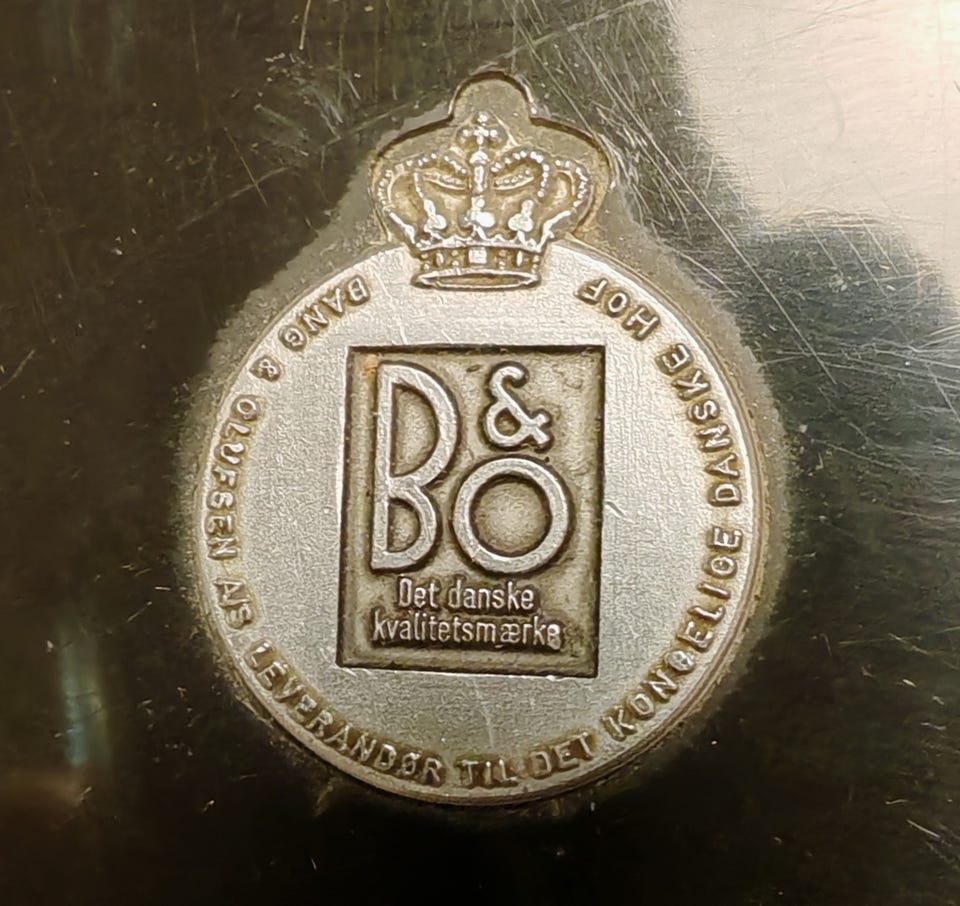 BANG & OLUFSEN A/S LEVERANDØR TIL DET KONGELIGE DANSKE HOF
B&O
Det danske
kvalitetsmærke